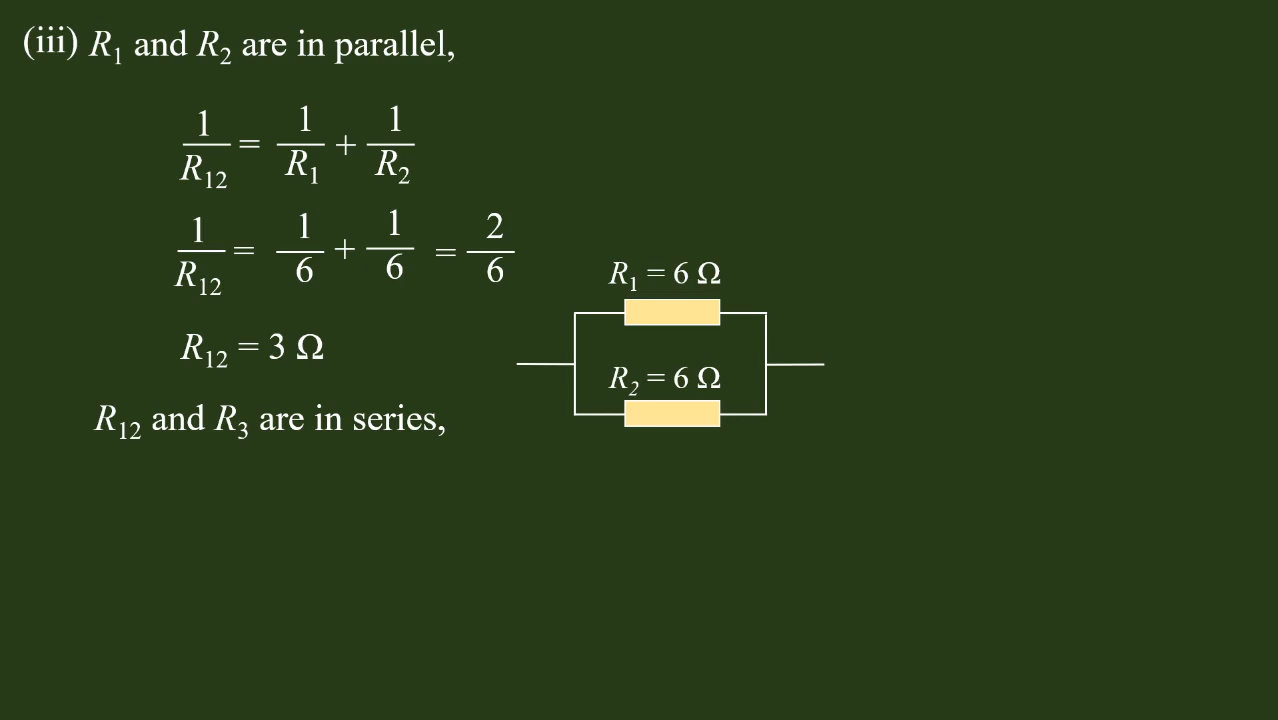 (iii) R₁ and R₂ are in parallel,
1/R₁₂ = 1/R₁ + 1/R₂
1/R₁₂ = 1/6 + 1/6 = 2/6
R₁ = 6 Ω
R₁₂ = 3 Ω
R₂ = 6 Ω
R₁₂ and R₃ are in series,